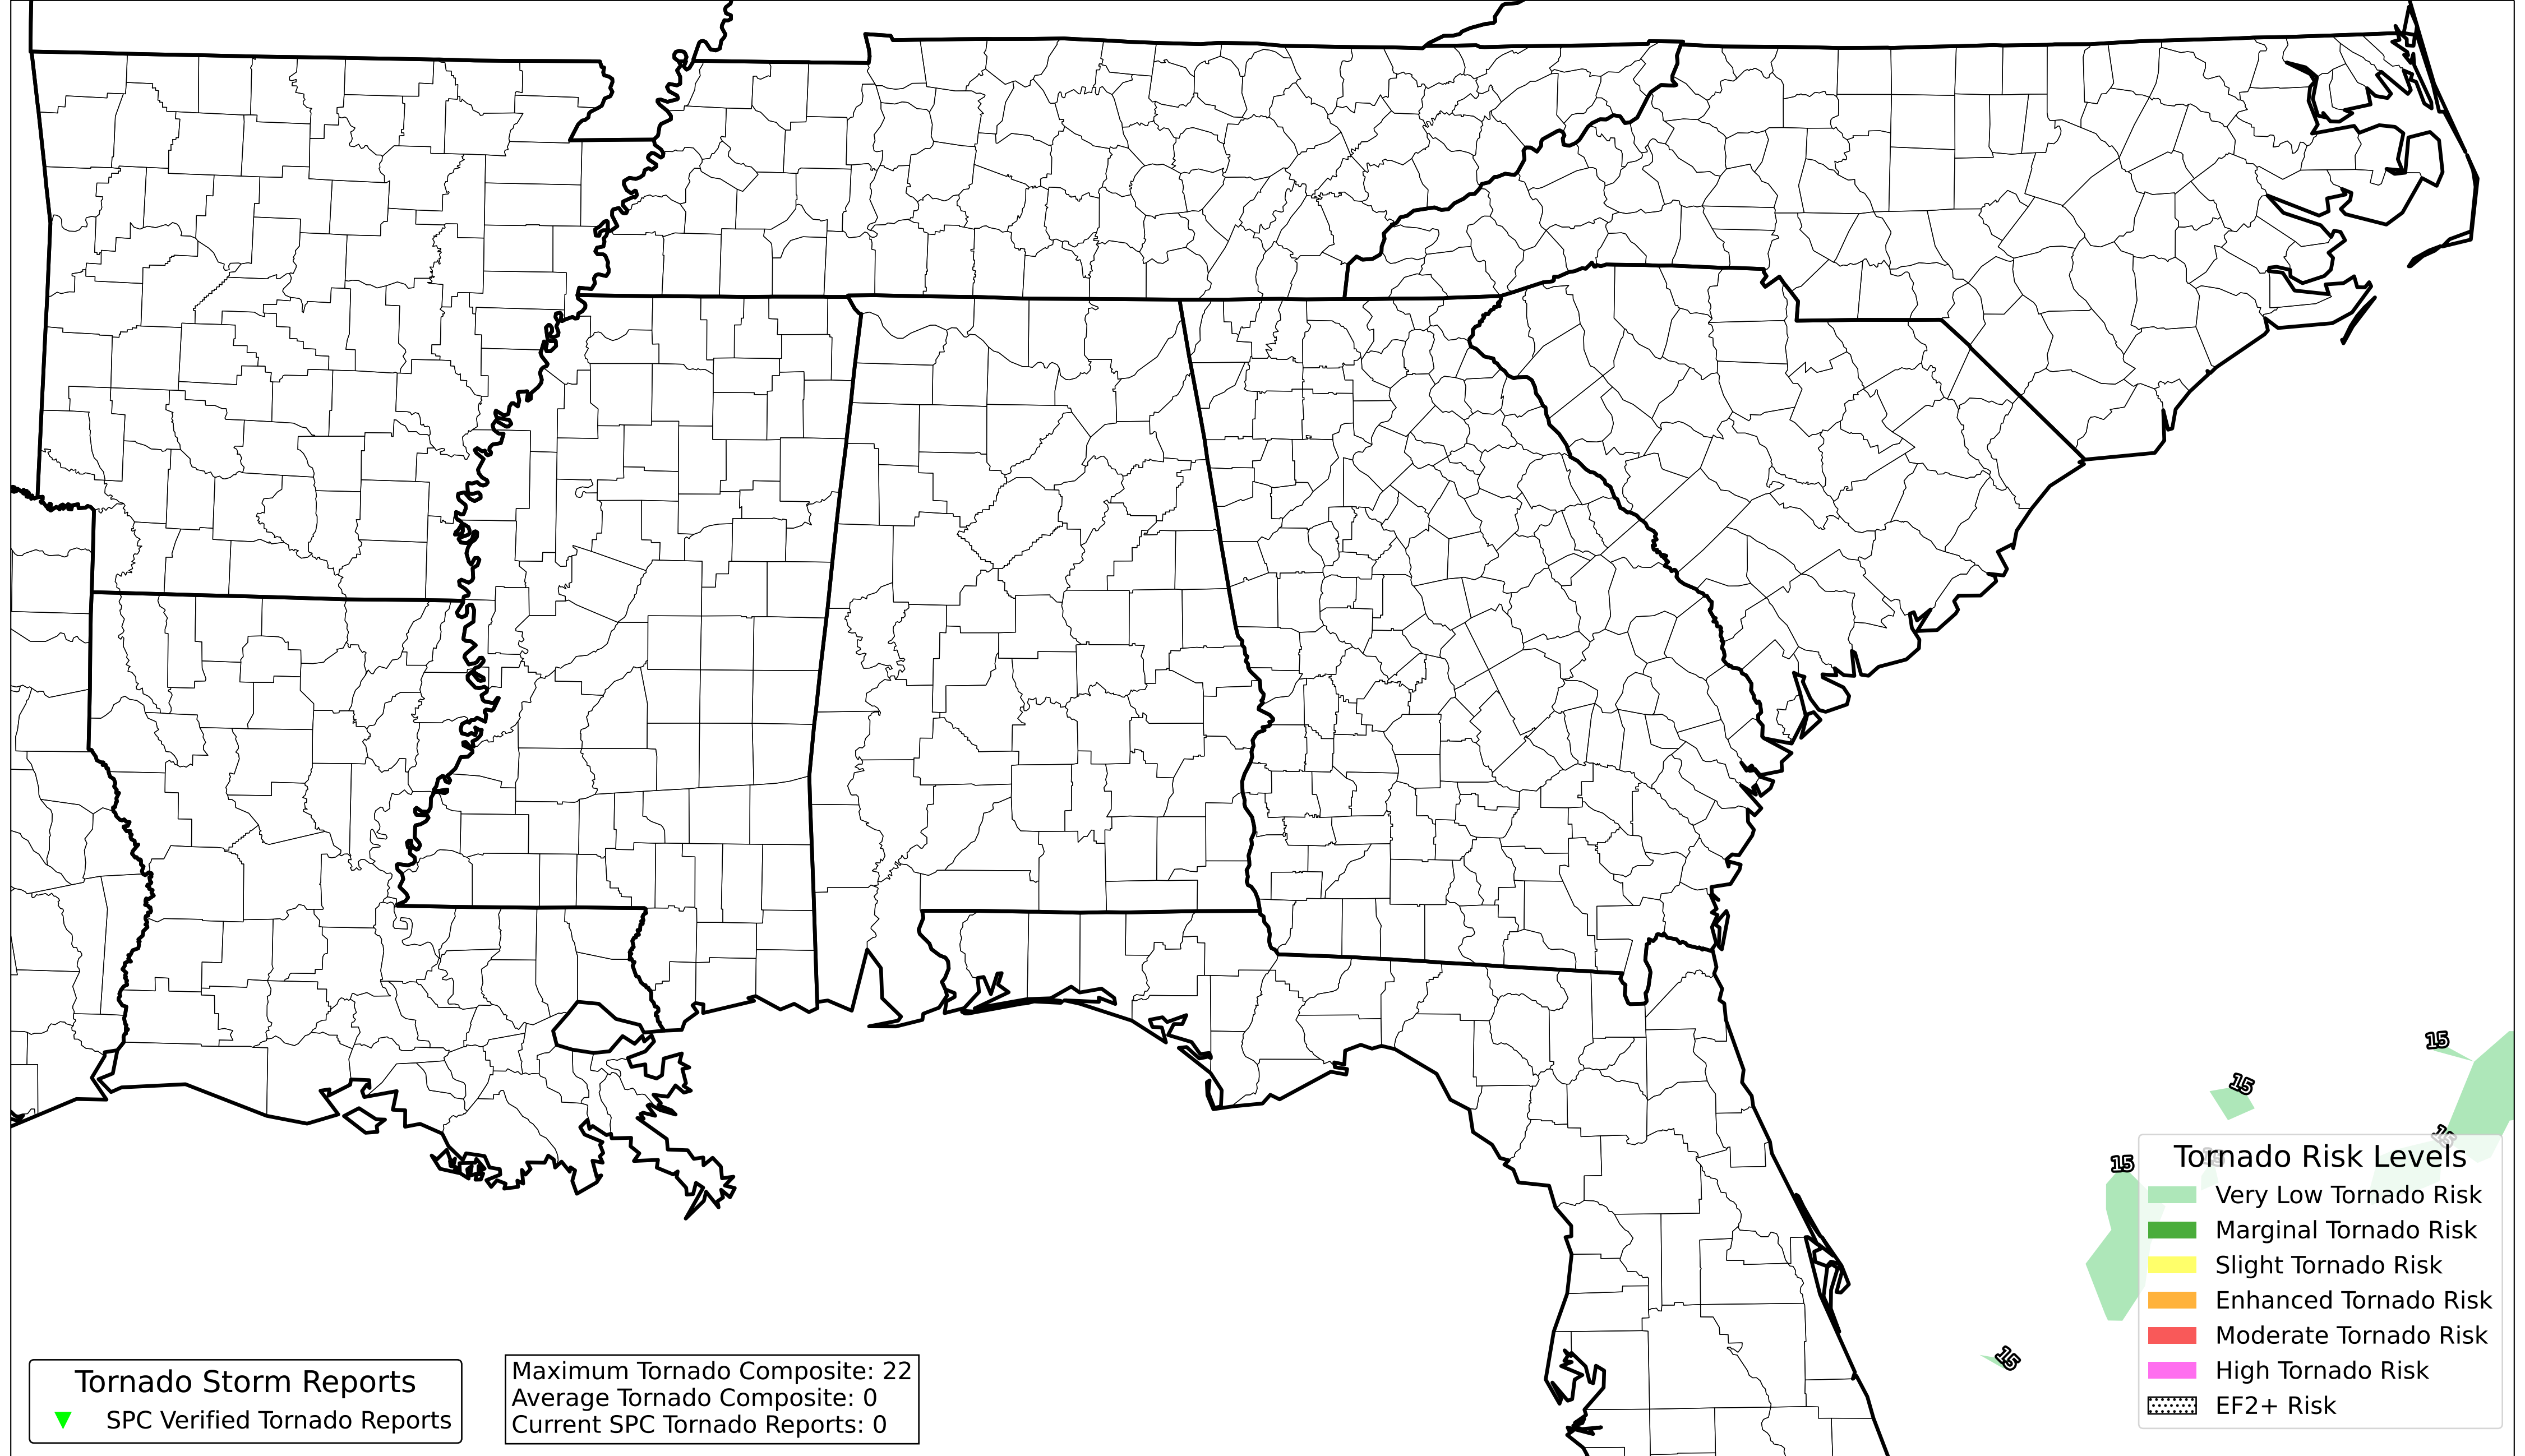 15
15
15
15
Tornado Risk Levels
Very Low Tornado Risk
Marginal Tornado Risk
Slight Tornado Risk
Enhanced Tornado Risk
Moderate Tornado Risk
High Tornado Risk
EF2+ Risk
15
Tornado Storm Reports
SPC Verified Tornado Reports
Maximum Tornado Composite: 22
Average Tornado Composite: 0
Current SPC Tornado Reports: 0